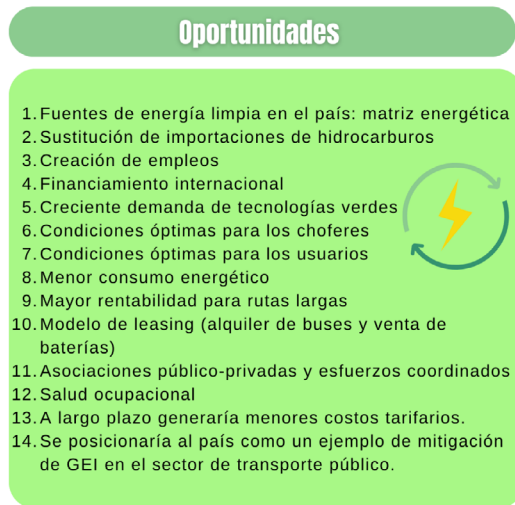 Oportunidades
1. Fuentes de energía limpia en el país: matriz energética
2. Sustitución de importaciones de hidrocarburos
3. Creación de empleos
4. Financiamiento internacional
5. Creciente demanda de tecnologías verdes
6. Condiciones óptimas para los choferes
7. Condiciones óptimas para los usuarios
8. Menor consumo energético
9. Mayor rentabilidad para rutas largas
10. Modelo de leasing (alquiler de buses y venta de
baterías)
11. Asociaciones público-privadas y esfuerzos coordinados
12. Salud ocupacional
13. A largo plazo generaría menores costos tarifarios.
14. Se posicionaría al país como un ejemplo de mitigación
de GEI en el sector de transporte público.